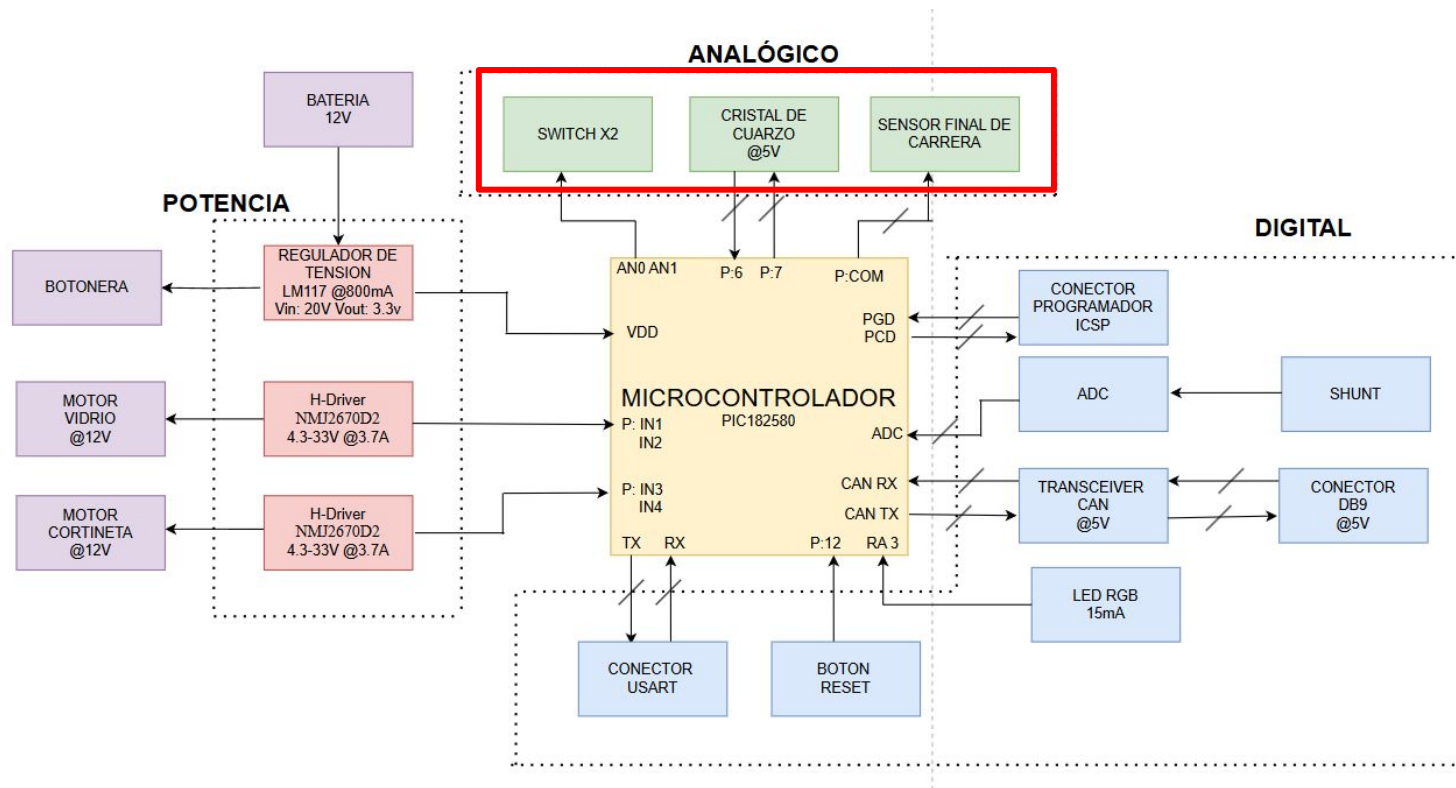 ANALÓGICO
BATERIA
12V
SWITCH X2
CRISTAL DE
CUARZO
@5V
SENSOR FINAL DE
CARRERA
POTENCIA
DIGITAL
BOTONERA
REGULADOR DE
TENSION
LM117 @800mA
Vin: 20V Vout: 3.3v
AN0 AN1
P:6
P:7
P:COM
VDD
PGD
PCD
CONECTOR
PROGRAMADOR
ICSP
MICROCONTROLADOR
PIC182580
MOTOR
VIDRIO
@12V
H-Driver
NMJ2670D2
4.3-33V @3.7A
P: IN1
IN2
ADC
ADC
SHUNT
MOTOR
CORTINETA
@12V
H-Driver
NMJ2670D2
4.3-33V @3.7A
P: IN3
IN4
CAN RX
CAN TX
TRANSCEIVER
CAN
@5V
CONECTOR
DB9
@5V
TX
RX
P:12
RA 3
LED RGB
15mA
CONECTOR
USART
BOTON
RESET